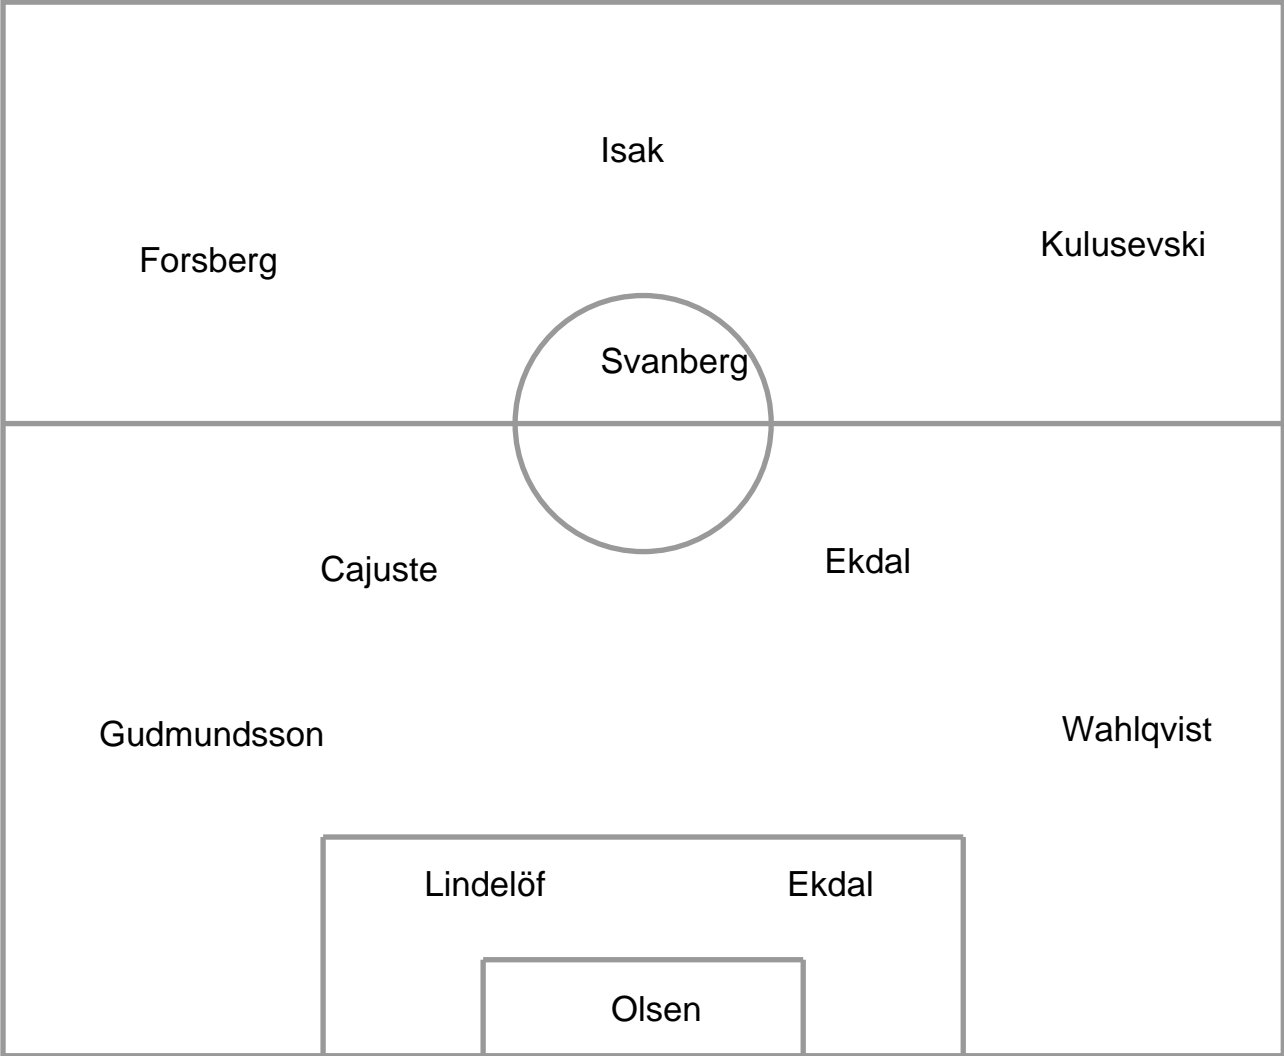 Isak
Forsberg
Kulusevski
Svanberg
Cajuste
Ekdal
Gudmundsson
Wahlqvist
Lindelöf
Ekdal
Olsen